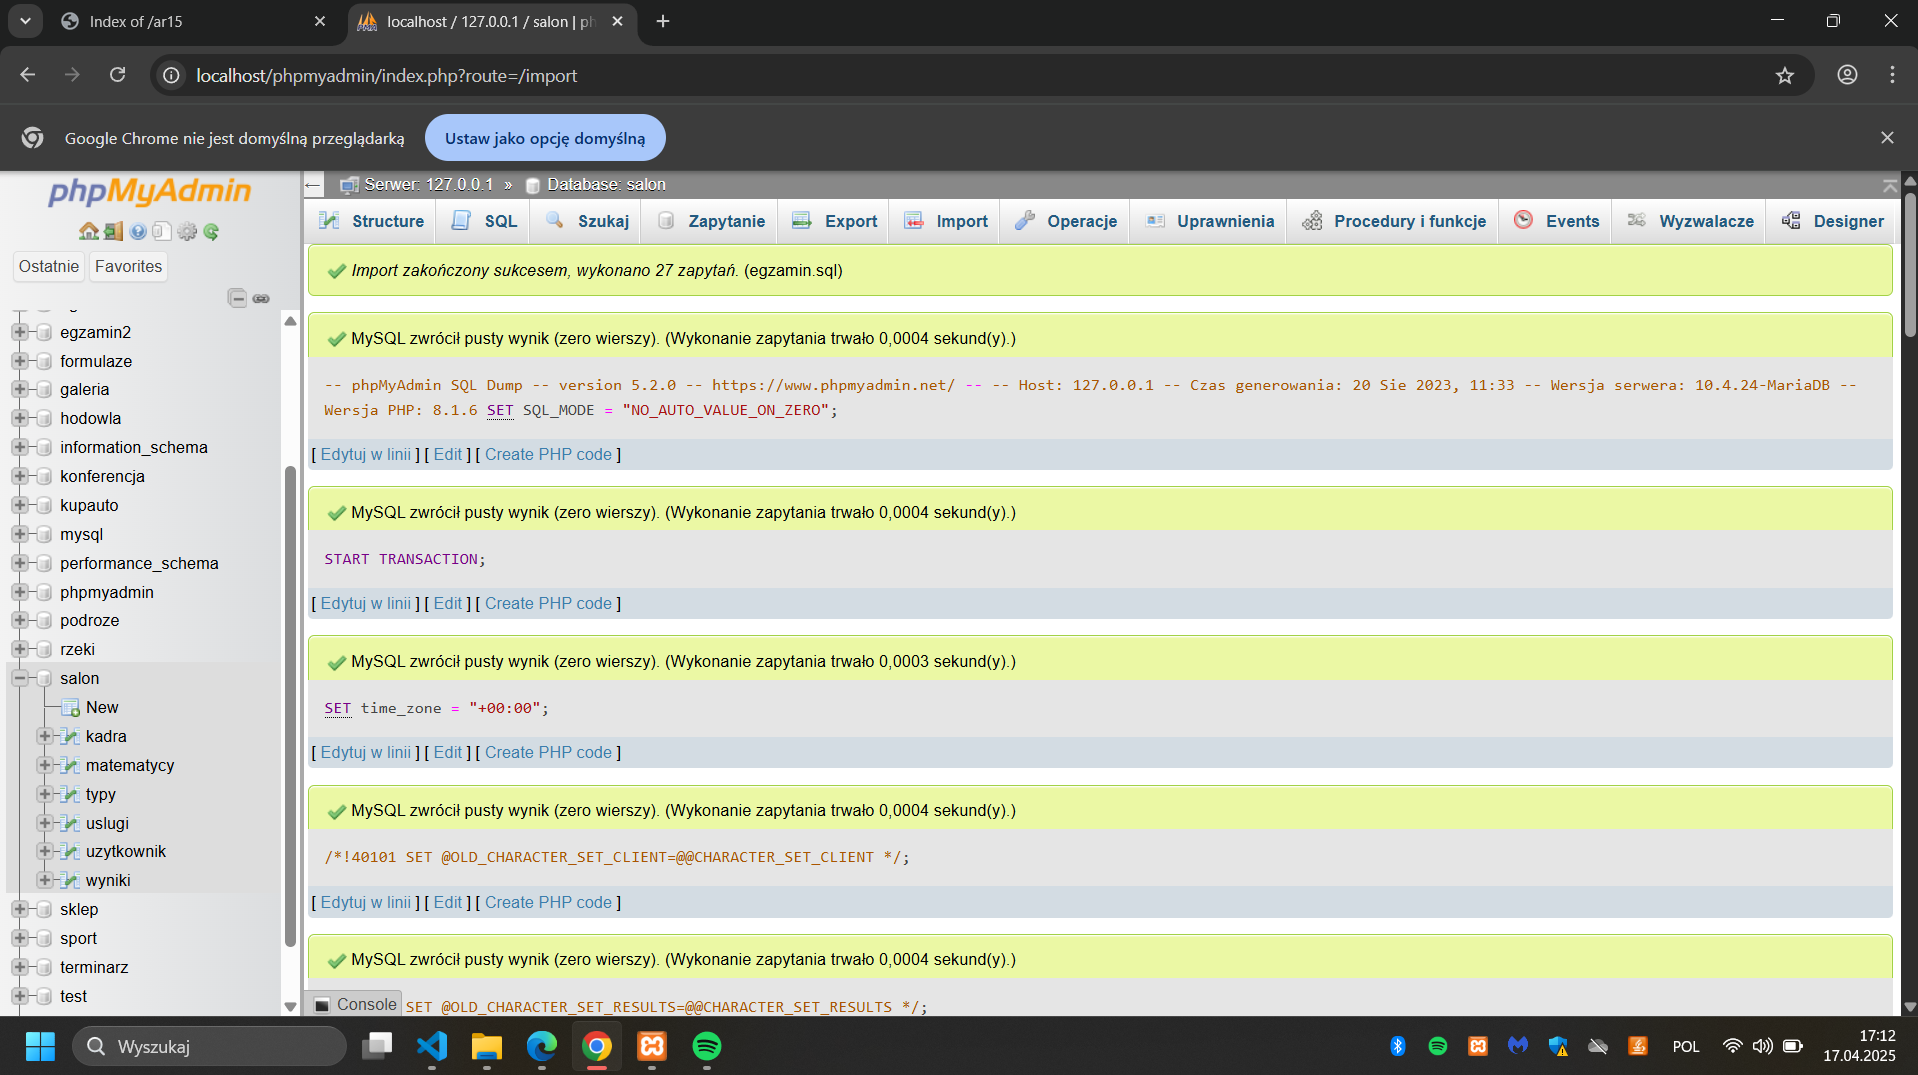 Index of /ar15
localhost / 127.0.0.1 / salon | ph
localhost/phpmyadmin/index.php?route=/import
Google Chrome nie jest domyślną przeglądarką
Ustaw jako opcję domyślną
phpMyAdmin
Ostatnie
Favorites
egzamin2
formulaze
galeria
hodowla
information_schema
konferencja
kupauto
mysql
performance_schema
phpmyadmin
podroze
rzeki
salon
New
kadra
matematycy
typy
uslugi
uzytkownik
wyniki
sklep
sport
terminarz
test
Serwer: 127.0.0.1 » Database: salon
Structure
SQL
Szukaj
Zapytanie
Export
Import
Operacje
Uprawnienia
Procedury i funkcje
Events
Wyzwalacze
Designer
Import zakończony sukcesem, wykonano 27 zapytań. (egzamin.sql)
MySQL zwrócił pusty wynik (zero wierszy). (Wykonanie zapytania trwało 0,0004 sekund(y).)
-- phpMyAdmin SQL Dump -- version 5.2.0 -- https://www.phpmyadmin.net/ -- -- Host: 127.0.0.1 -- Czas generowania: 20 Sie 2023, 11:33 -- Wersja serwera: 10.4.24-MariaDB --
Wersja PHP: 8.1.6 SET SQL_MODE = "NO_AUTO_VALUE_ON_ZERO";
[ Edytuj w linii ] [ Edit ] [ Create PHP code ]
MySQL zwrócił pusty wynik (zero wierszy). (Wykonanie zapytania trwało 0,0004 sekund(y).)
START TRANSACTION;
[ Edytuj w linii ] [ Edit ] [ Create PHP code ]
MySQL zwrócił pusty wynik (zero wierszy). (Wykonanie zapytania trwało 0,0003 sekund(y).)
SET time_zone = "+00:00";
[ Edytuj w linii ] [ Edit ] [ Create PHP code ]
MySQL zwrócił pusty wynik (zero wierszy). (Wykonanie zapytania trwało 0,0004 sekund(y).)
/*!40101 SET @OLD_CHARACTER_SET_CLIENT=@@CHARACTER_SET_CLIENT */;
[ Edytuj w linii ] [ Edit ] [ Create PHP code ]
MySQL zwrócił pusty wynik (zero wierszy). (Wykonanie zapytania trwało 0,0004 sekund(y).)
SET @OLD_CHARACTER_SET_RESULTS=@@CHARACTER_SET_RESULTS */;
Console
Wyszukaj
POL
17:12
17.04.2025